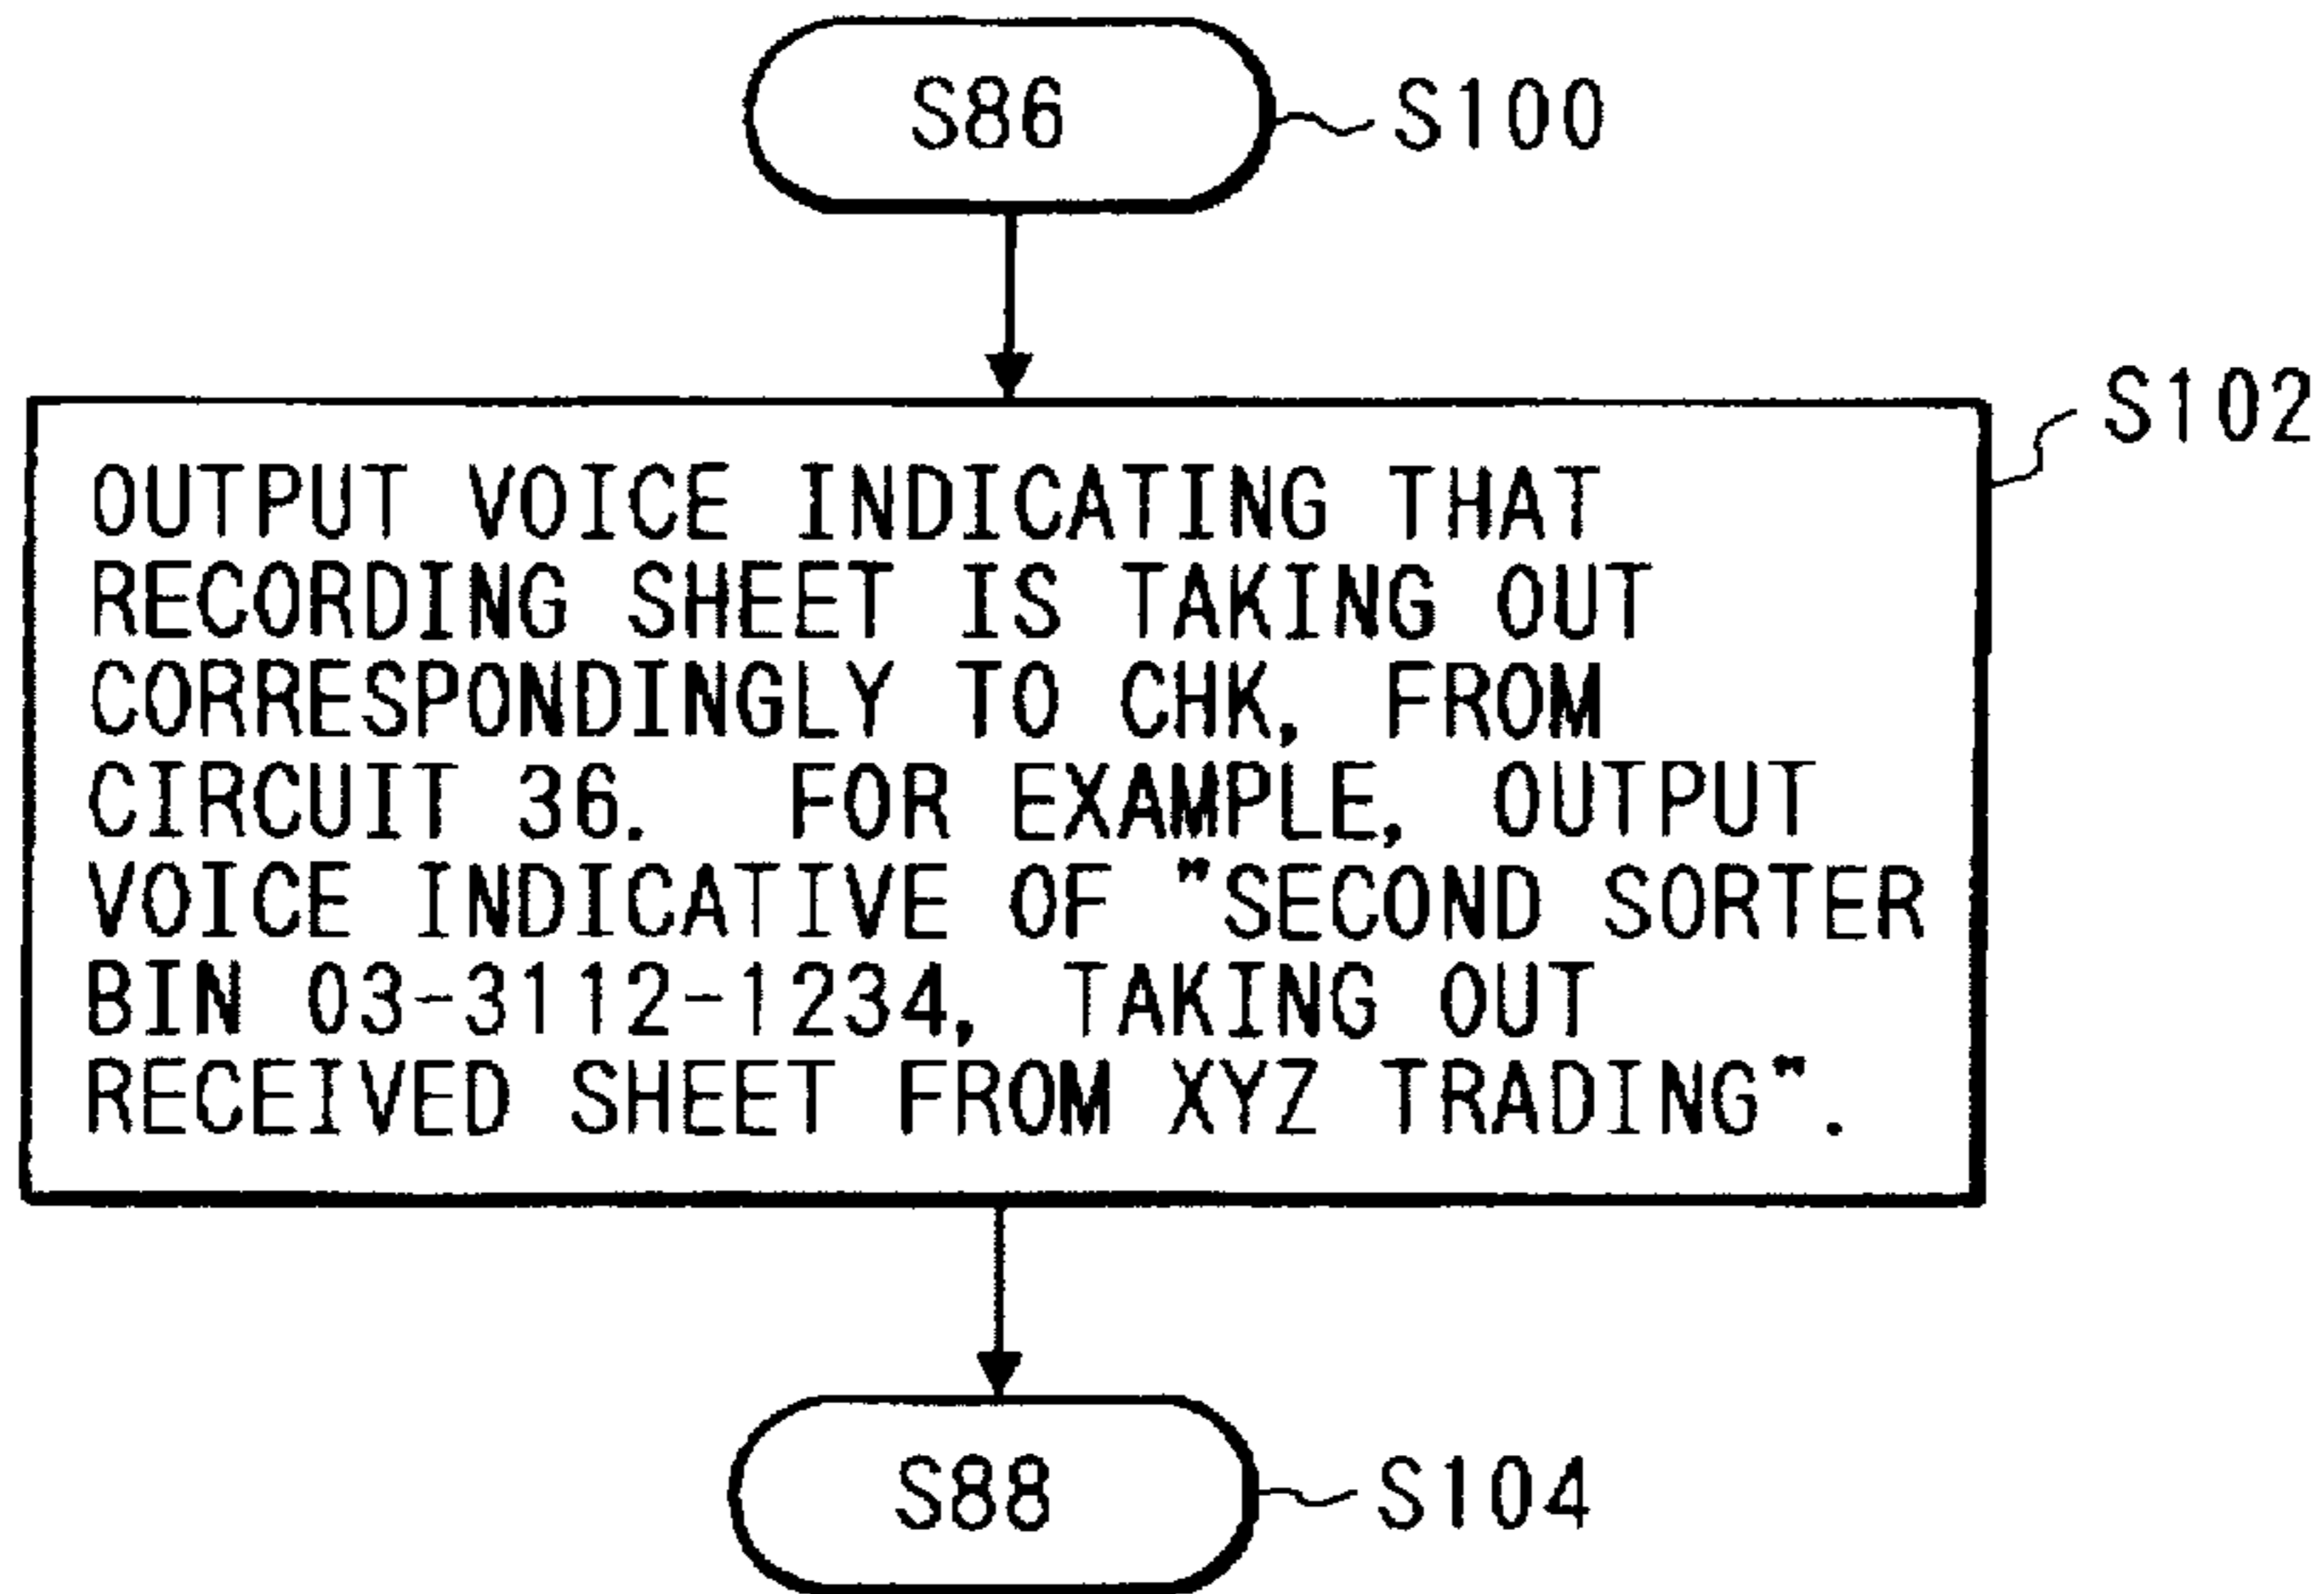 S86
S100
S102
OUTPUT VOICE INDICATING THAT
RECORDING SHEET IS TAKING OUT
CORRESPONDINGLY TO CHK, FROM
CIRCUIT 36. FOR EXAMPLE, OUTPUT
VOICE INDICATIVE OF "SECOND SORTER
BIN 03-3112-1234, TAKING OUT
RECEIVED SHEET FROM XYZ TRADING".
S88
S104